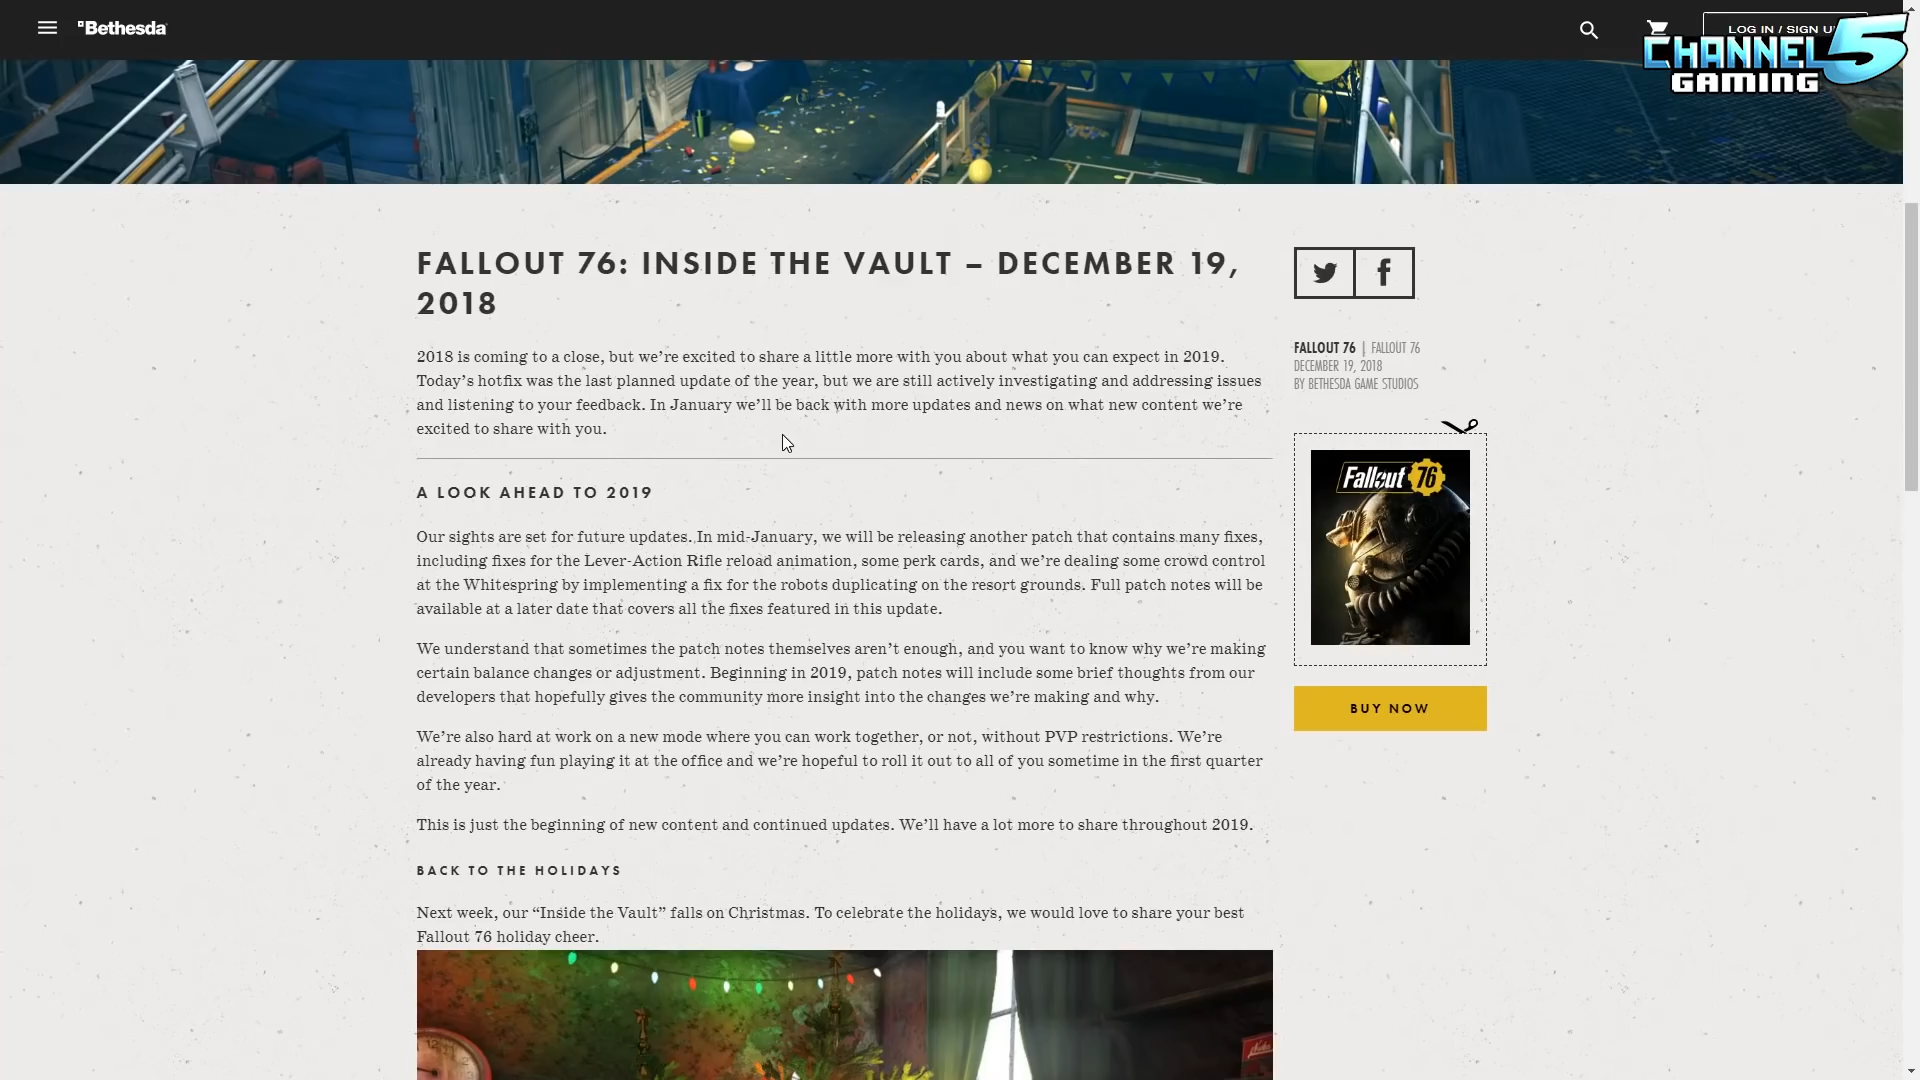 Bethesda
LOG IN / SIGN U
CHANNEL 5
GAMING
FALLOUT 76: INSIDE THE VAULT – DECEMBER 19,
2018
2018 is coming to a close, but we’re excited to share a little more with you about what you can expect in 2019.
Today’s hotfix was the last planned update of the year, but we are still actively investigating and addressing issues
and listening to your feedback. In January we’ll be back with more updates and news on what new content we’re
excited to share with you.
A LOOK AHEAD TO 2019
Our sights are set for future updates. In mid-January, we will be releasing another patch that contains many fixes,
including fixes for the Lever-Action Rifle reload animation, some perk cards, and we’re dealing some crowd control
at the Whitespring by implementing a fix for the robots duplicating on the resort grounds. Full patch notes will be
available at a later date that covers all the fixes featured in this update.
We understand that sometimes the patch notes themselves aren’t enough, and you want to know why we’re making
certain balance changes or adjustment. Beginning in 2019, patch notes will include some brief thoughts from our
developers that hopefully gives the community more insight into the changes we’re making and why.
We’re also hard at work on a new mode where you can work together, or not, without PVP restrictions. We’re
already having fun playing it at the office and we’re hopeful to roll it out to all of you sometime in the first quarter
of the year.
This is just the beginning of new content and continued updates. We’ll have a lot more to share throughout 2019.
BACK TO THE HOLIDAYS
Next week, our “Inside the Vault” falls on Christmas. To celebrate the holidays, we would love to share your best
Fallout 76 holiday cheer.
FALLOUT 76 | FALLOUT 76
DECEMBER 19, 2018
BY BETHESDA GAME STUDIOS
Fallout 76
BUY NOW